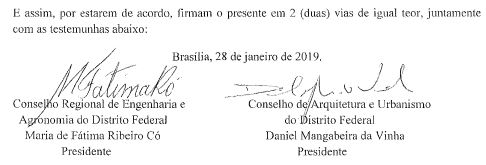 E assim, por estarem de acordo, firmam o presente em 2 (duas) vias de igual teor, juntamente
com as testemunhas abaixo:
Brasília, 28 de janeiro de 2019.
MFatimaRó
Conselho Regional de Engenharia e
Agronomia do Distrito Federal
Maria de Fátima Ribeiro Có
Presidente
Conselho de Arquitetura e Urbanismo
do Distrito Federal
Daniel Mangabeira da Vinha
Presidente